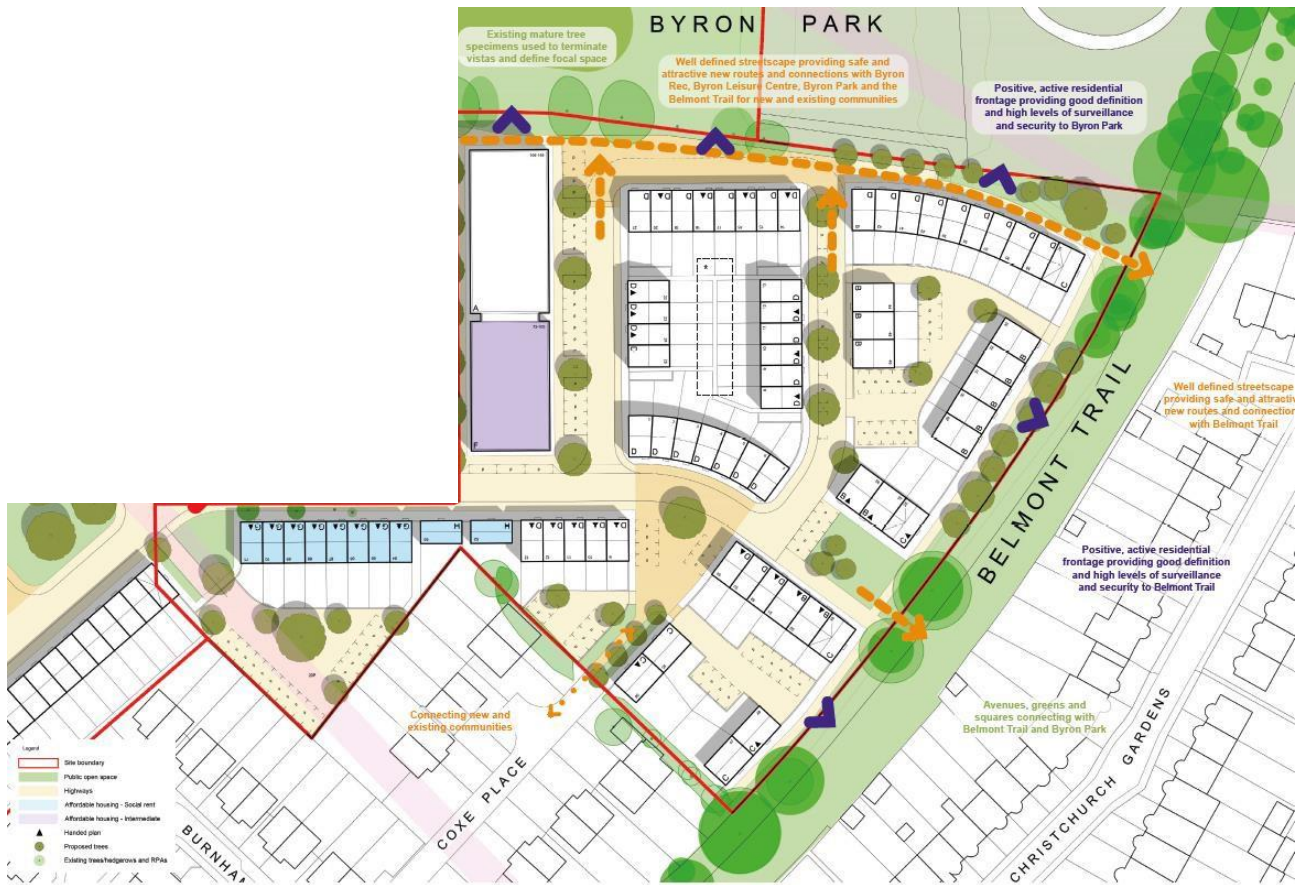 BYRON PARK
Existing mature tree
specimens used to terminate
vistas and define focal space
Well defined streetscape providing safe and
attractive new routes and connections with Byron
Rec, Byron Leisure Centre, Byron Park and the
Belmont Trail for new and existing communities
Positive, active residential
frontage providing good definition
and high levels of surveillance
and security to Byron Park
D D D D D D D D
D D D D D D D D C
D
D
D
C
D
D
D
D
D
D
B
B
B
A
F
B
B
B
B
D D D D D D D
B
B
C
BELMONT TRAIL
Well defined streetscape
providing safe and attractiv
new routes and connection
with Belmont Trail
Positive, active residential
frontage providing good definition
and high levels of surveillance
and security to Belmont Trail
G G G G G G G G H H D D D D D
D
D
B
B
C
C
C
C
C
Connecting new and
existing communities
Avenues, greens and
squares connecting with
Belmont Trail and Byron Park
COXE PLACE
BURNHA
CHRISTCHURCH GARDENS
Legend
Site boundary
Public open space
Highways
Affordable housing - Social rent
Affordable housing - Intermediate
Handed plan
Proposed trees
Existing trees/hedgerows and RPAs